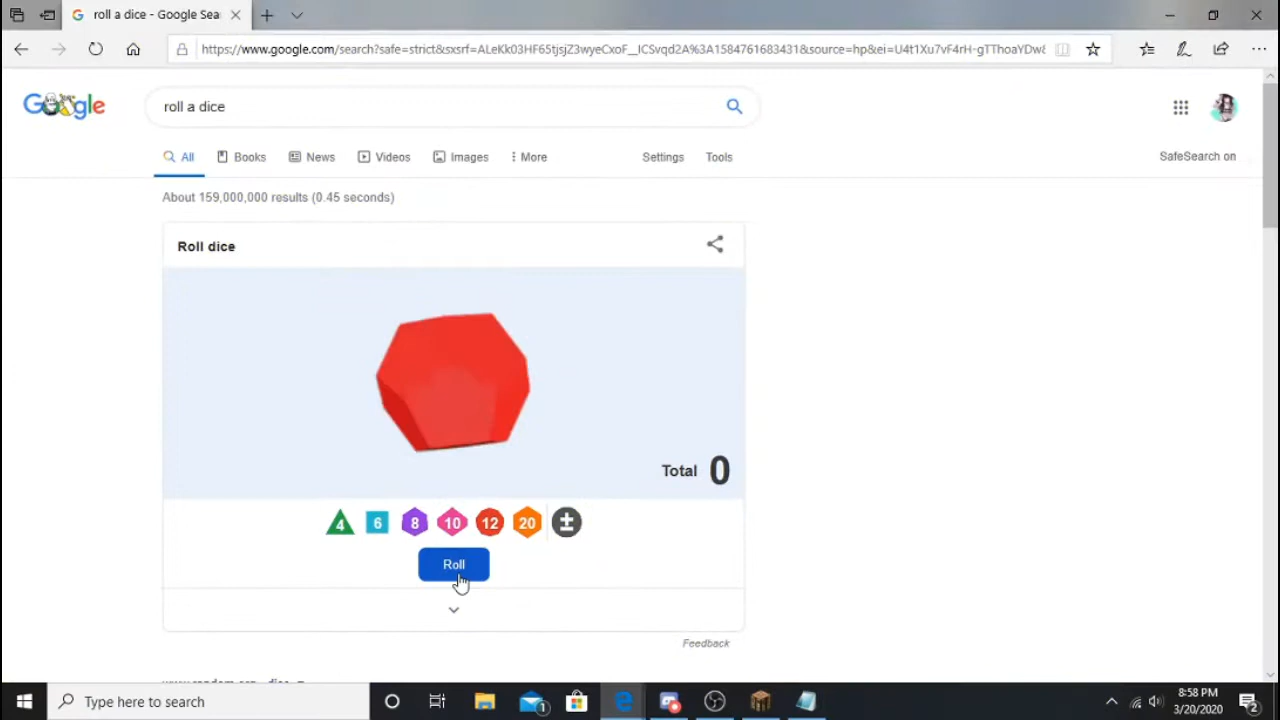 roll a dice - Google Sea
https://www.google.com/search?safe=strict&sxsrf=ALeKk03HF65tjsjZ3wyeCxoF__ICSvqd2A%3A1584761683431&source=hp&ei=U4t1Xu7vF4rH-gTThoaYDw&
Google
roll a dice
All Books News Videos Images More Settings Tools SafeSearch on
About 159,000,000 results (0.45 seconds)
Roll dice
Total 0
4 6 8 10 12 20 ±
Roll
Feedback
Type here to search
1
8:58 PM
3/20/2020
2